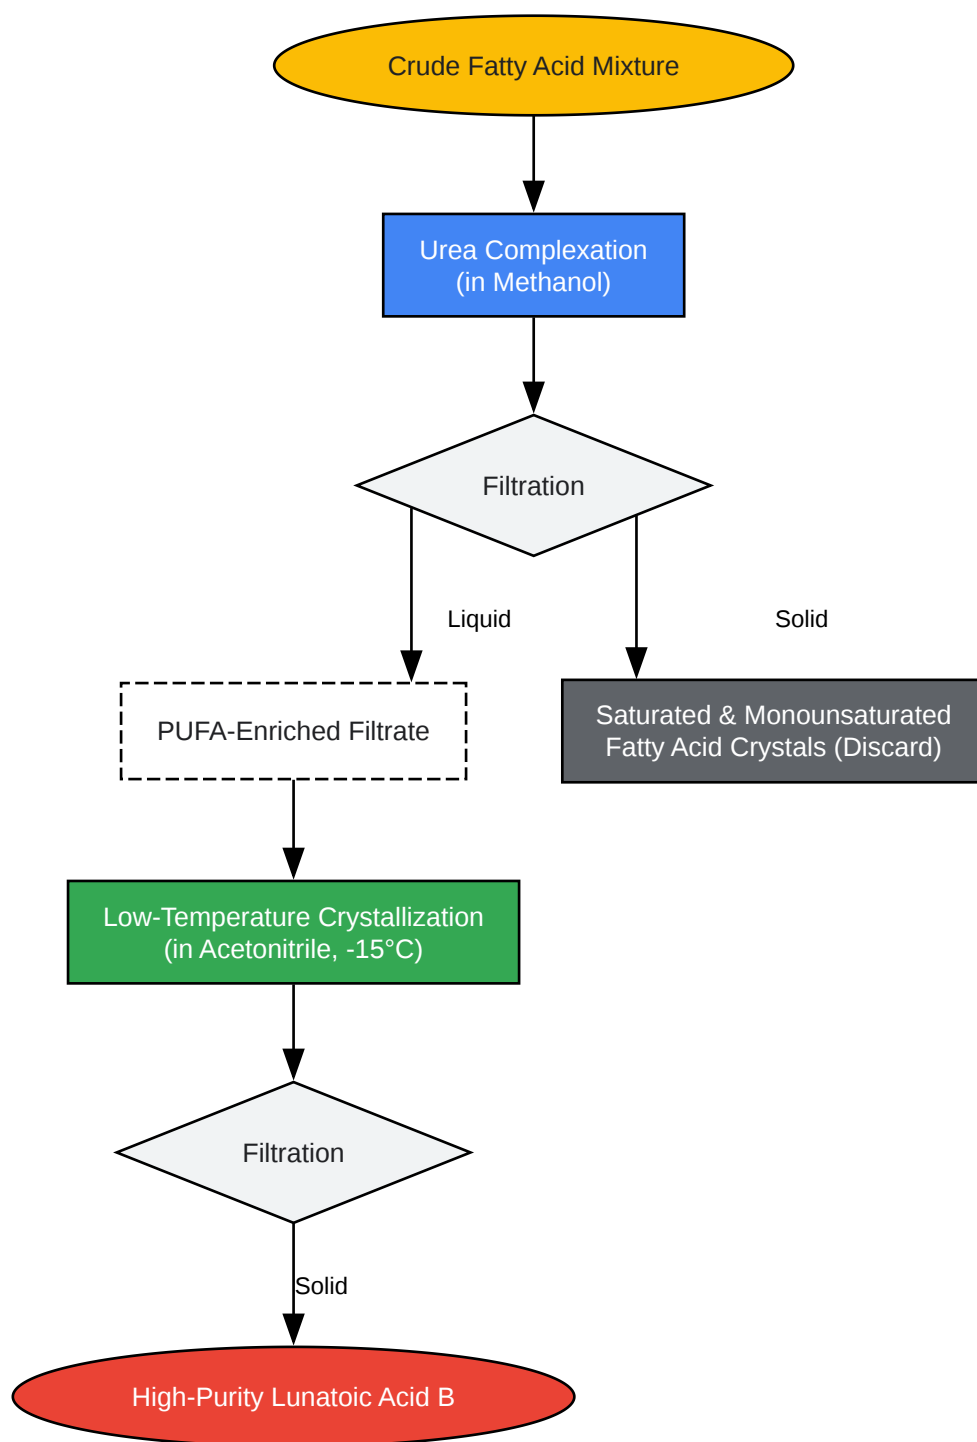 Crude Fatty Acid Mixture
Urea Complexation
(in Methanol)
Filtration
Liquid
Solid
PUFA-Enriched Filtrate
Saturated & Monounsaturated
Fatty Acid Crystals (Discard)
Low-Temperature Crystallization
(in Acetonitrile, -15°C)
Filtration
Solid
High-Purity Lunatoic Acid B